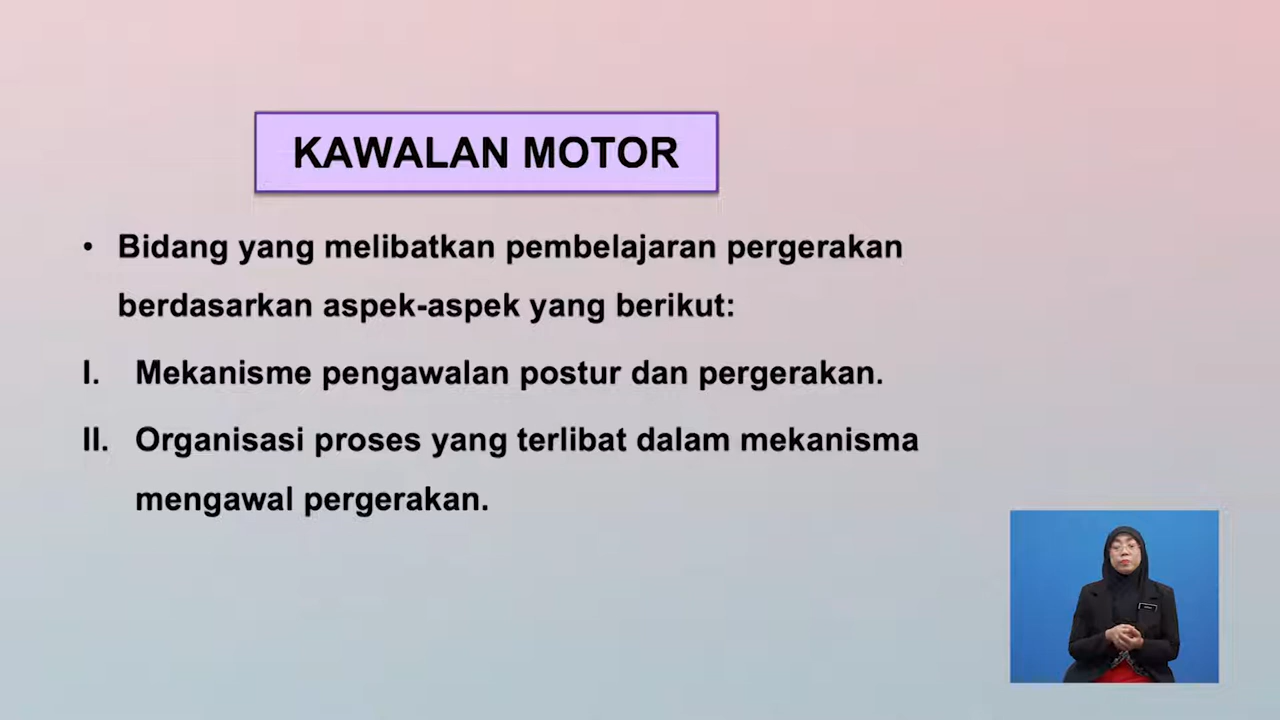 KAWALAN MOTOR
• Bidang yang melibatkan pembelajaran pergerakan
berdasarkan aspek-aspek yang berikut:
I. Mekanisme pengawalan postur dan pergerakan.
II. Organisasi proses yang terlibat dalam mekanisma
mengawal pergerakan.